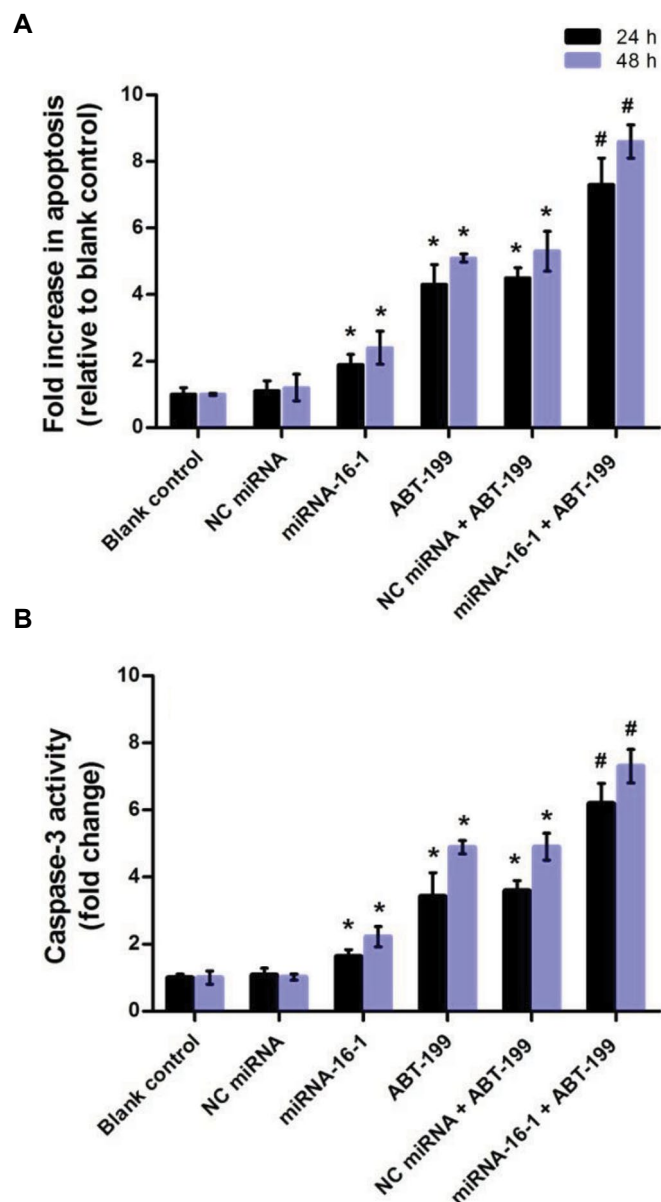 A
24 h
48 h
Fold increase in apoptosis
(relative to blank control)
10
8
6
4
2
0
* * * * * * # #
Blank control
NC miRNA
miRNA-16-1
ABT-199
NC miRNA + ABT-199
miRNA-16-1 + ABT-199
B
Caspase-3 activity
(fold change)
10
8
6
4
2
0
* * * * * * # #
Blank control
NC miRNA
miRNA-16-1
ABT-199
NC miRNA + ABT-199
miRNA-16-1 + ABT-199